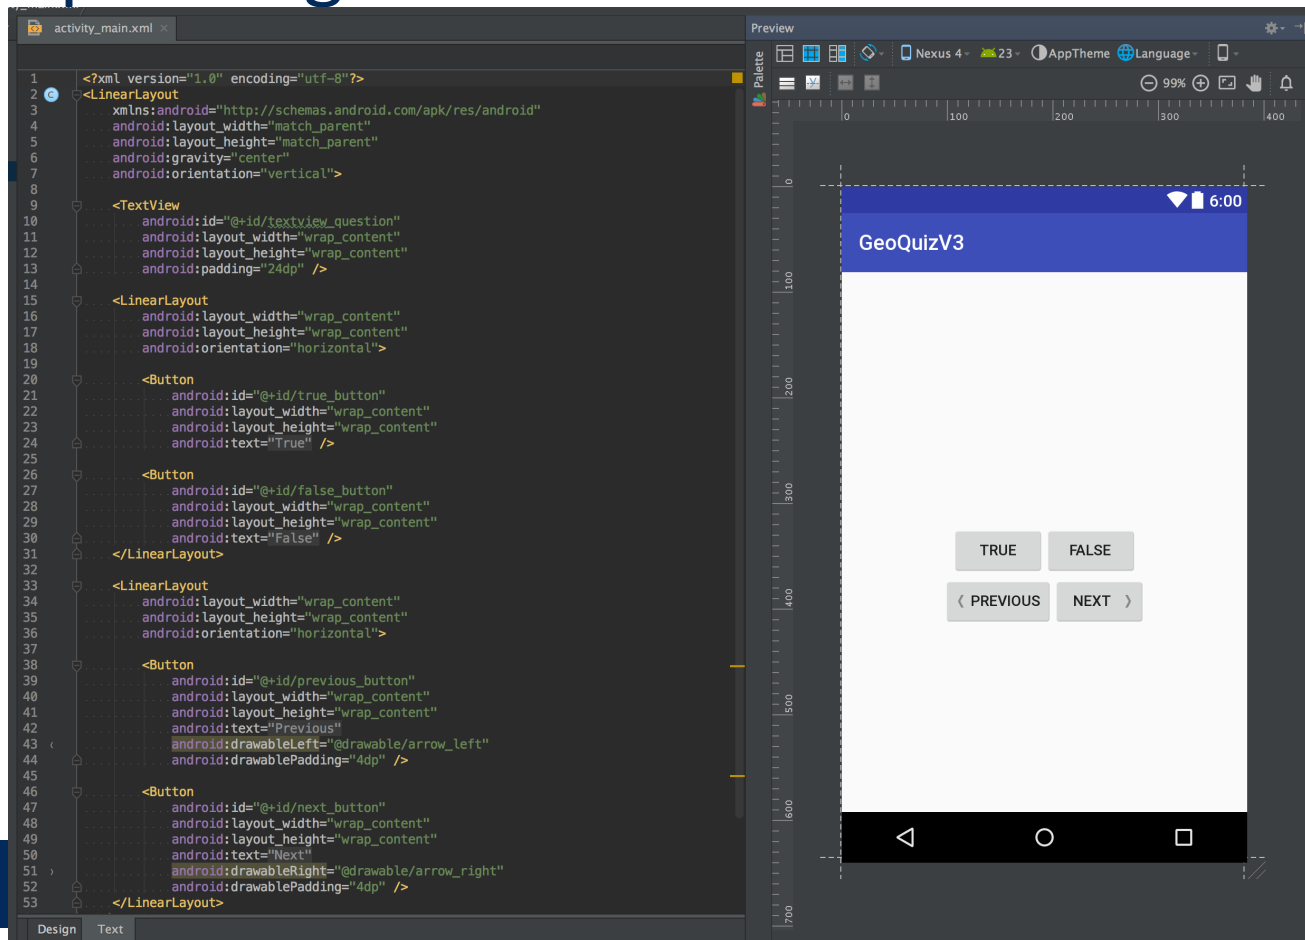 activity_main.xml
1 <?xml version="1.0" encoding="utf-8"?>
2 <LinearLayout
3 xmlns:android="http://schemas.android.com/apk/res/android"
4 android:layout_width="match_parent"
5 android:layout_height="match_parent"
6 android:gravity="center"
7 android:orientation="vertical">
8
9 <TextView
10 android:id="@+id/textview_question"
11 android:layout_width="wrap_content"
12 android:layout_height="wrap_content"
13 android:padding="24dp" />
14
15 <LinearLayout
16 android:layout_width="wrap_content"
17 android:layout_height="wrap_content"
18 android:orientation="horizontal">
19
20 <Button
21 android:id="@+id/true_button"
22 android:layout_width="wrap_content"
23 android:layout_height="wrap_content"
24 android:text="True" />
25
26 <Button
27 android:id="@+id/false_button"
28 android:layout_width="wrap_content"
29 android:layout_height="wrap_content"
30 android:text="False" />
31 </LinearLayout>
32
33 <LinearLayout
34 android:layout_width="wrap_content"
35 android:layout_height="wrap_content"
36 android:orientation="horizontal">
37
38 <Button
39 android:id="@+id/previous_button"
40 android:layout_width="wrap_content"
41 android:layout_height="wrap_content"
42 android:text="Previous"
43 android:drawableLeft="@drawable/arrow_left"
44 android:drawablePadding="4dp" />
45
46 <Button
47 android:id="@+id/next_button"
48 android:layout_width="wrap_content"
49 android:layout_height="wrap_content"
50 android:text="Next"
51 android:drawableRight="@drawable/arrow_right"
52 android:drawablePadding="4dp" />
53 </LinearLayout>
Design Text
Preview
Palette
Nexus 4 23 AppTheme Language
99%
0 100 200 300 400
0
100
200
300
400
500
600
700
6:00
GeoQuizV3
TRUE FALSE
PREVIOUS NEXT